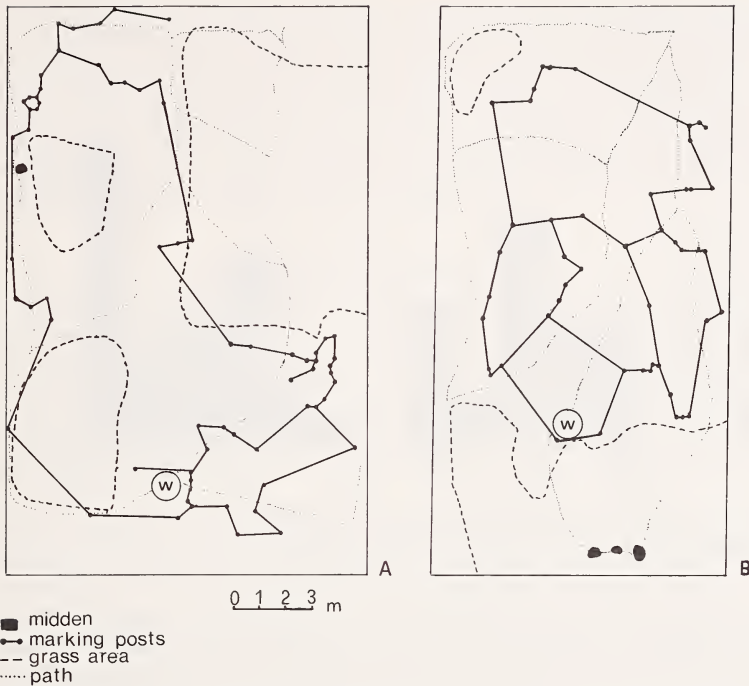 W
A
W
B
0 1 2 3 m
midden
marking posts
grass area
path